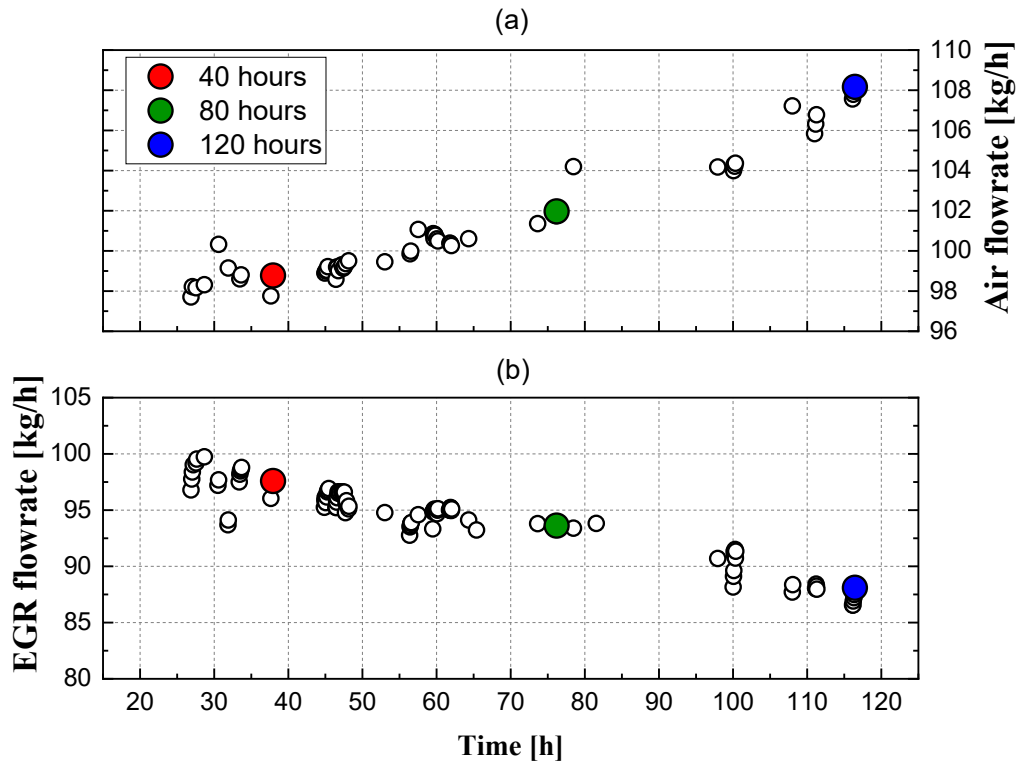 (a)
40 hours
80 hours
120 hours
110
108
106
104
102
100
98
96
Air flowrate [kg/h]
(b)
EGR flowrate [kg/h]
105
100
95
90
85
80
20 30 40 50 60 70 80 90 100 110 120
Time [h]